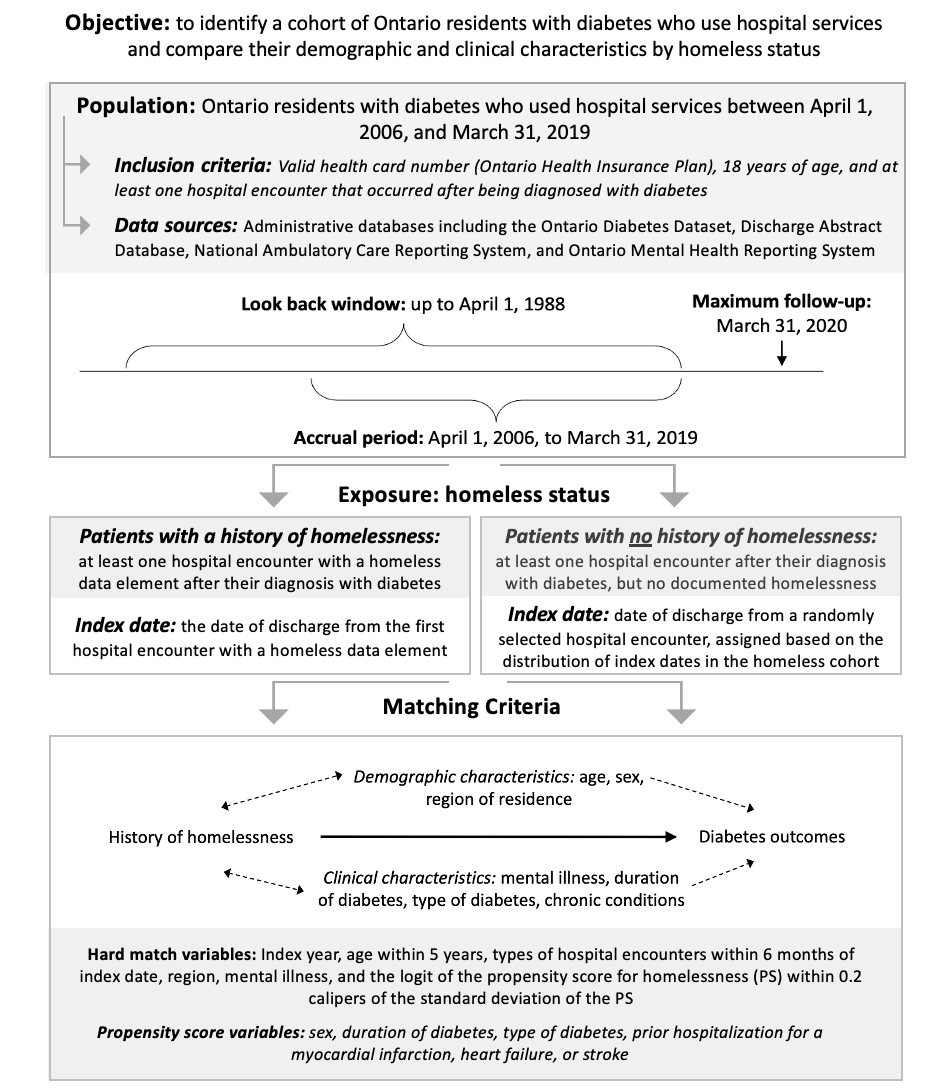 Objective: to identify a cohort of Ontario residents with diabetes who use hospital services
and compare their demographic and clinical characteristics by homeless status
Population: Ontario residents with diabetes who used hospital services between April 1,
2006, and March 31, 2019
Inclusion criteria: Valid health card number (Ontario Health Insurance Plan), 18 years of age, and at
least one hospital encounter that occurred after being diagnosed with diabetes
Data sources: Administrative databases including the Ontario Diabetes Dataset, Discharge Abstract
Database, National Ambulatory Care Reporting System, and Ontario Mental Health Reporting System
Look back window: up to April 1, 1988
Maximum follow-up:
March 31, 2020
Accrual period: April 1, 2006, to March 31, 2019
Exposure: homeless status
Patients with a history of homelessness:
at least one hospital encounter with a homeless
data element after their diagnosis with diabetes
Index date: the date of discharge from the first
hospital encounter with a homeless data element
Patients with no history of homelessness:
at least one hospital encounter after their diagnosis
with diabetes, but no documented homelessness
Index date: date of discharge from a randomly
selected hospital encounter, assigned based on the
distribution of index dates in the homeless cohort
Matching Criteria
Demographic characteristics: age, sex,
region of residence
History of homelessness
Diabetes outcomes
Clinical characteristics: mental illness, duration
of diabetes, type of diabetes, chronic conditions
Hard match variables: Index year, age within 5 years, types of hospital encounters within 6 months of
index date, region, mental illness, and the logit of the propensity score for homelessness (PS) within 0.2
calipers of the standard deviation of the PS
Propensity score variables: sex, duration of diabetes, type of diabetes, prior hospitalization for a
myocardial infarction, heart failure, or stroke